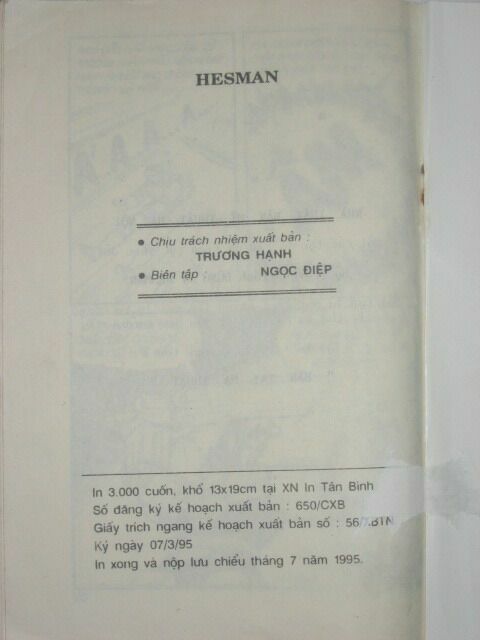 HESMAN
• Chịu trách nhiệm xuất bản :
TRƯƠNG HẠNH
• Biên tập : NGỌC ĐIỆP
In 3.000 cuốn, khổ 13x19cm tại XN In Tân Bình
Số đăng ký kế hoạch xuất bản : 650/CXB
Giấy trích ngang kế hoạch xuất bản số : 56/XBTN
Ký ngày 07/3/95
In xong và nộp lưu chiểu tháng 7 năm 1995.